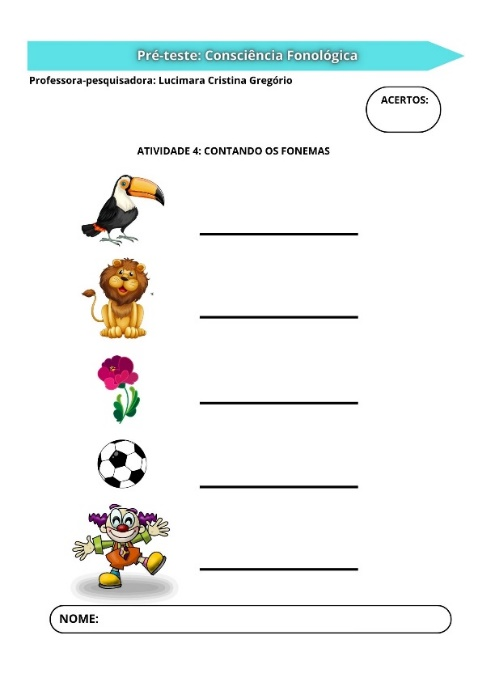 Pré-teste: Consciência Fonológica
Professora-pesquisadora: Lucimara Cristina Gregório
ACERTOS:
ATIVIDADE 4: CONTANDO OS FONEMAS
NOME: